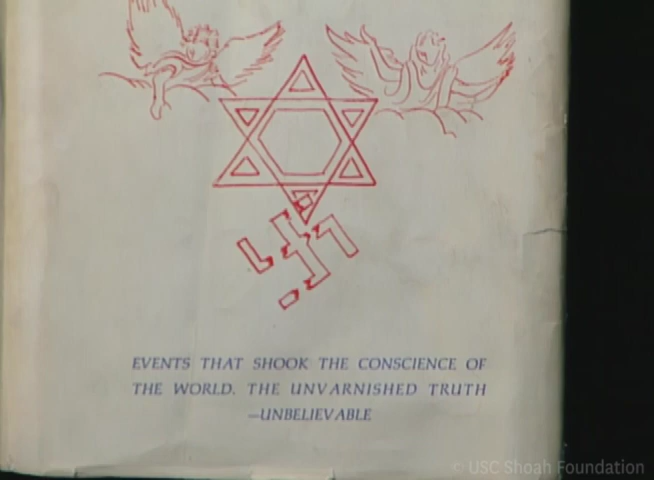 EVENTS THAT SHOOK THE CONSCIENCE OF
THE WORLD. THE UNVARNISHED TRUTH
—UNBELIEVABLE
© USC Shoah Foundation